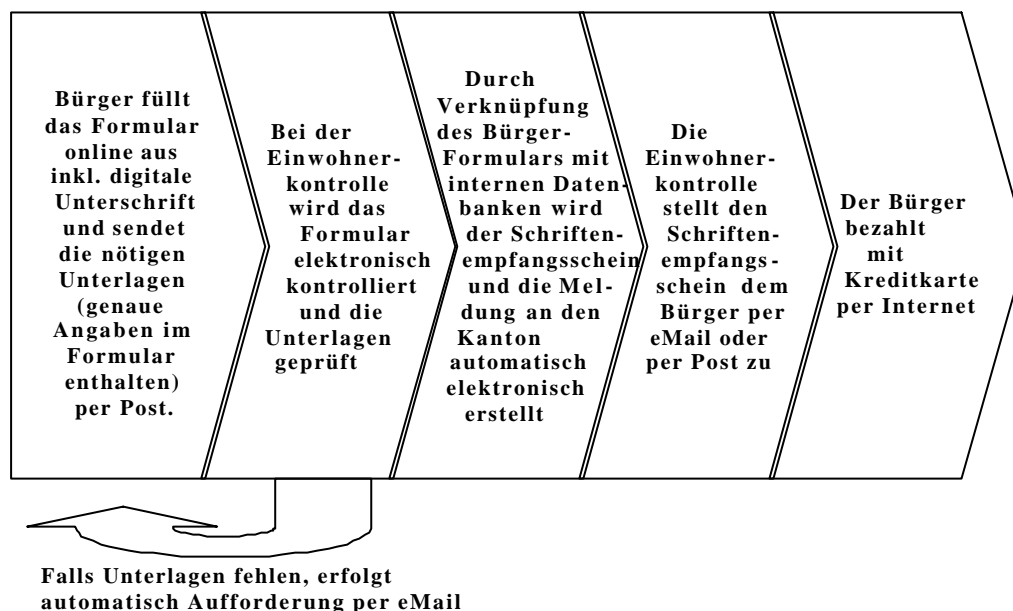 Bürger füllt
das Formular
online aus
inkl. digitale
Unterschrift
und sendet
die nötigen
Unterlagen
(genaue
Angaben im
Formular
enthalten)
per Post.
Bei der
Einwohner-
kontrolle
wird das
Formular
elektronisch
kontrolliert
und die
Unterlagen
geprüft
Durch
Verknüpfung
des Bürger-
Formulars mit
internen Daten-
banken wird
der Schriften-
empfangsschein
und die Mel-
dung an den
Kanton
automatisch
elektronisch
erstellt
Die
Einwohner-
kontrolle
stellt den
Schriften-
empfangs-
schein dem
Bürger per
eMail oder
per Post zu
Der Bürger
bezahlt
mit
Kreditkarte
per Internet
Falls Unterlagen fehlen, erfolgt
automatisch Aufforderung per eMail